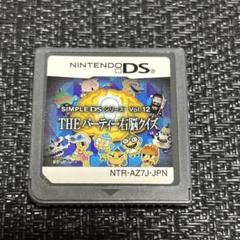 NINTENDO DS
SIMPLE DSシリーズ Vol.12
THE パーティー右脳クイズ
NTR-AZ7J-JPN